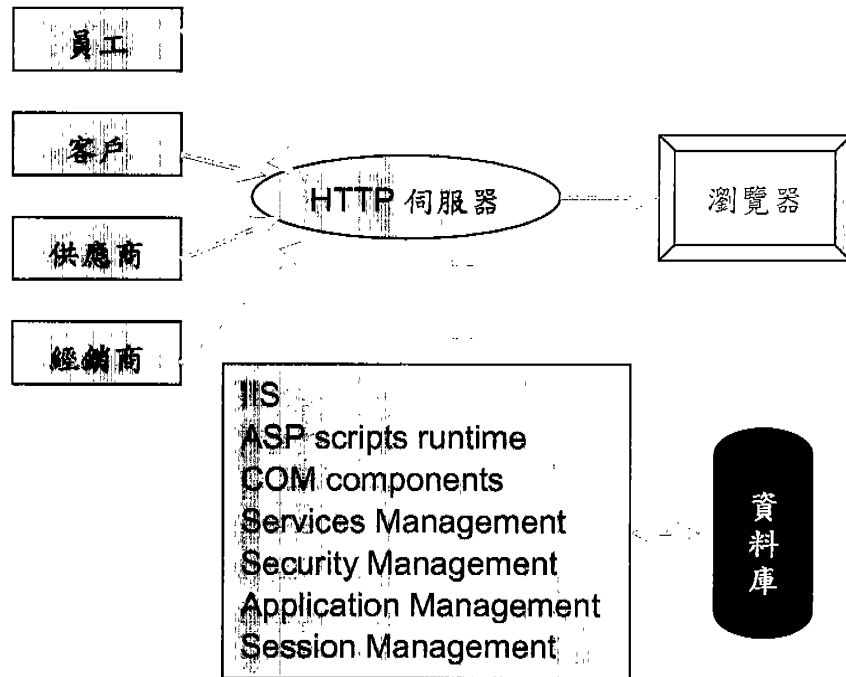 員工
客戶
供應商
經銷商
HTTP 伺服器
瀏覽器
IIS
ASP scripts runtime
COM components
Services Management
Security Management
Application Management
Session Management
資料庫